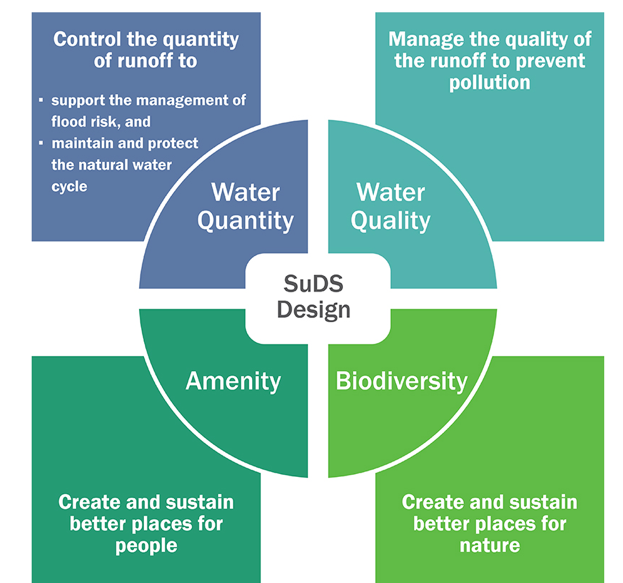 Control the quantity
of runoff to
▪ support the management of
flood risk, and
▪ maintain and protect
the natural water
cycle
Manage the quality of
the runoff to prevent
pollution
Water
Quantity
Water
Quality
SuDS
Design
Amenity
Biodiversity
Create and sustain
better places for
people
Create and sustain
better places for
nature